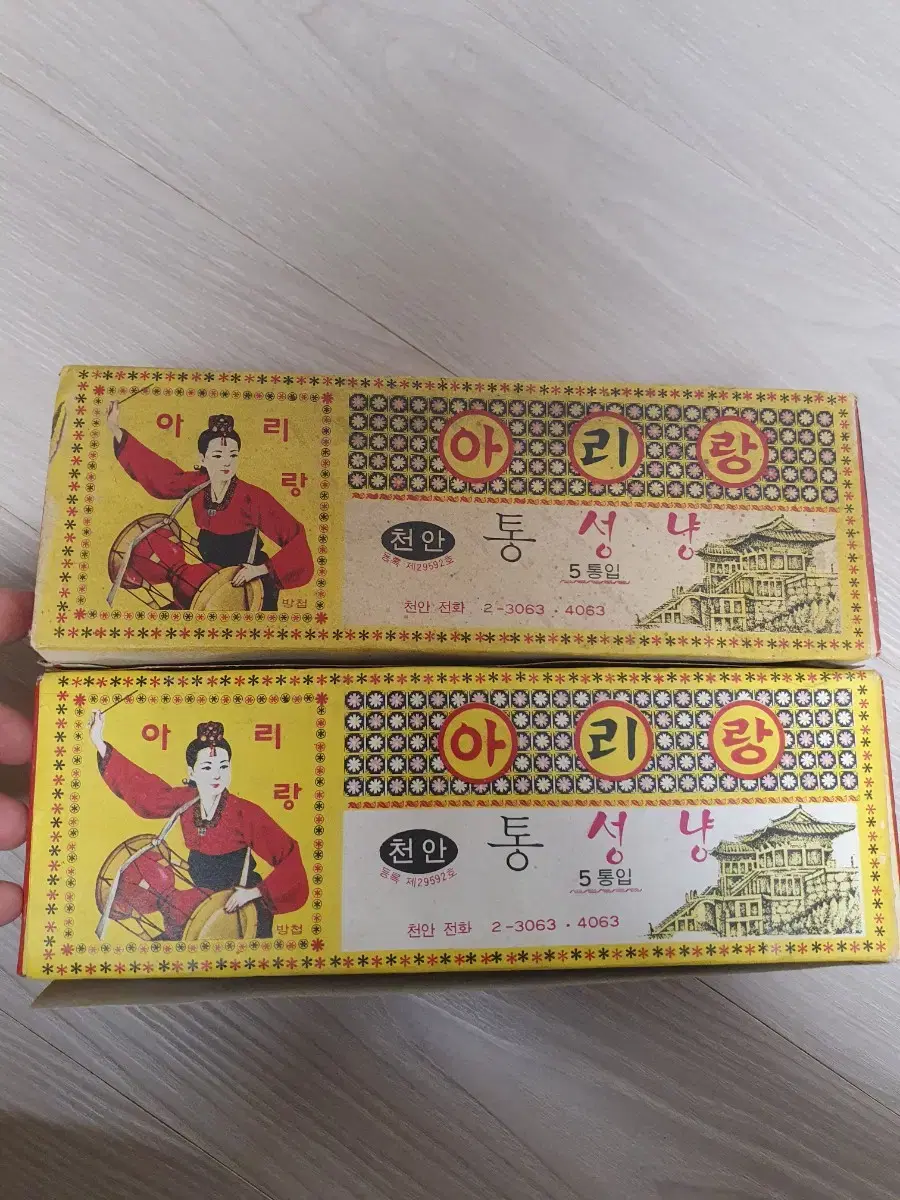 아 리
랑
방첩
아 리 랑
천안
등록 제29592호
통 성 냥
5 통입
천안 전화 2-3063 · 4063
아 리
랑
방첩
아 리 랑
천안
등록 제29592호
통 성 냥
5 통입
천안 전화 2-3063 · 4063